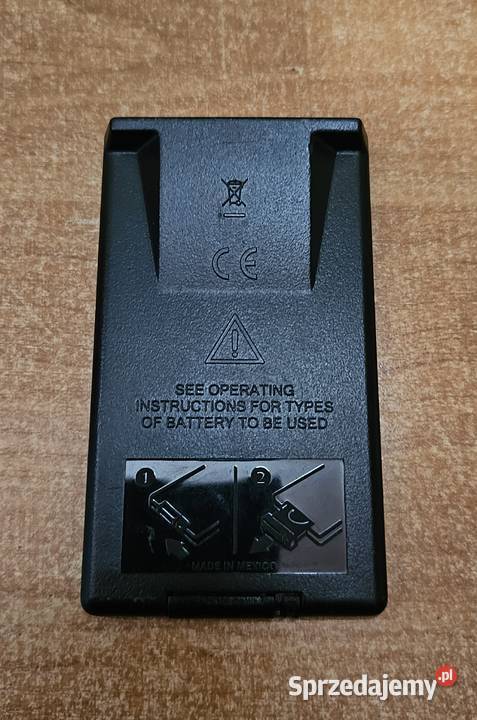 CE
SEE OPERATING
INSTRUCTIONS FOR TYPES
OF BATTERY TO BE USED
1 2
MADE IN MEXICO
Sprzedajemy.pl